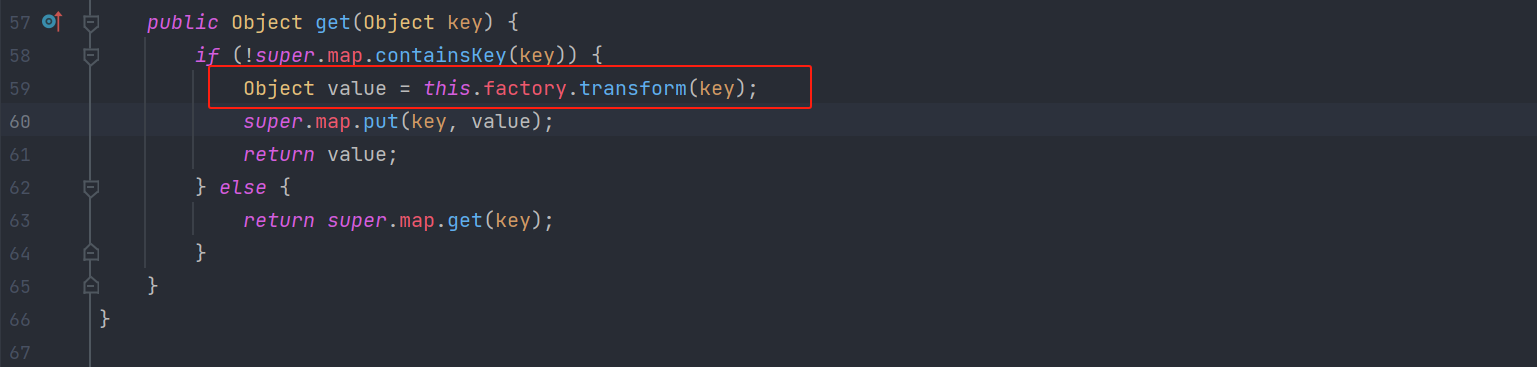 57 public Object get(Object key) {
58 if (!super.map.containsKey(key)) {
59 Object value = this.factory.transform(key);
60 super.map.put(key, value);
61 return value;
62 } else {
63 return super.map.get(key);
64 }
65 }
66 }
67